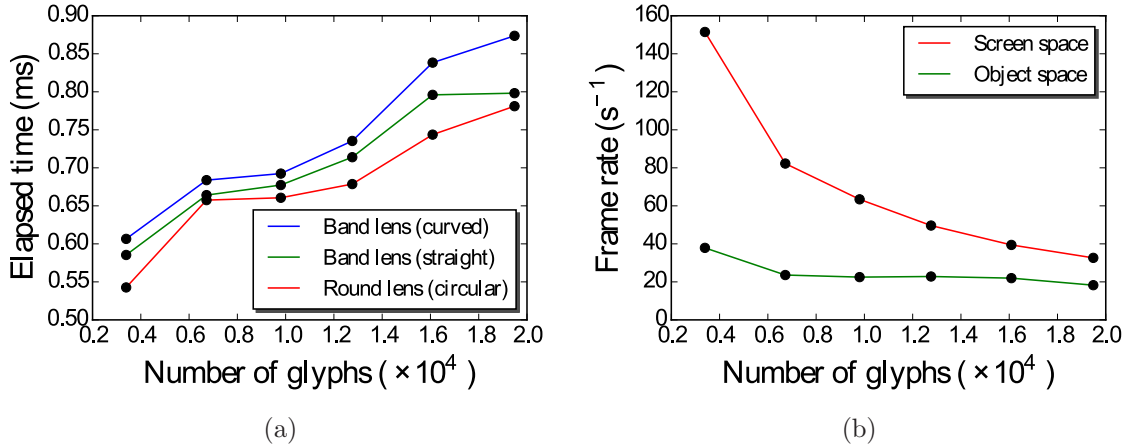 0.90
0.85
0.80
0.75
0.70
0.65
0.60
0.55
0.50
Elapsed time (ms)
Band lens (curved)
Band lens (straight)
Round lens (circular)
0.2 0.4 0.6 0.8 1.0 1.2 1.4 1.6 1.8 2.0
Number of glyphs ( ×10⁴)
(a)
160
140
120
100
80
60
40
20
0
Frame rate (s⁻¹)
Screen space
Object space
0.2 0.4 0.6 0.8 1.0 1.2 1.4 1.6 1.8 2.0
Number of glyphs ( ×10⁴)
(b)